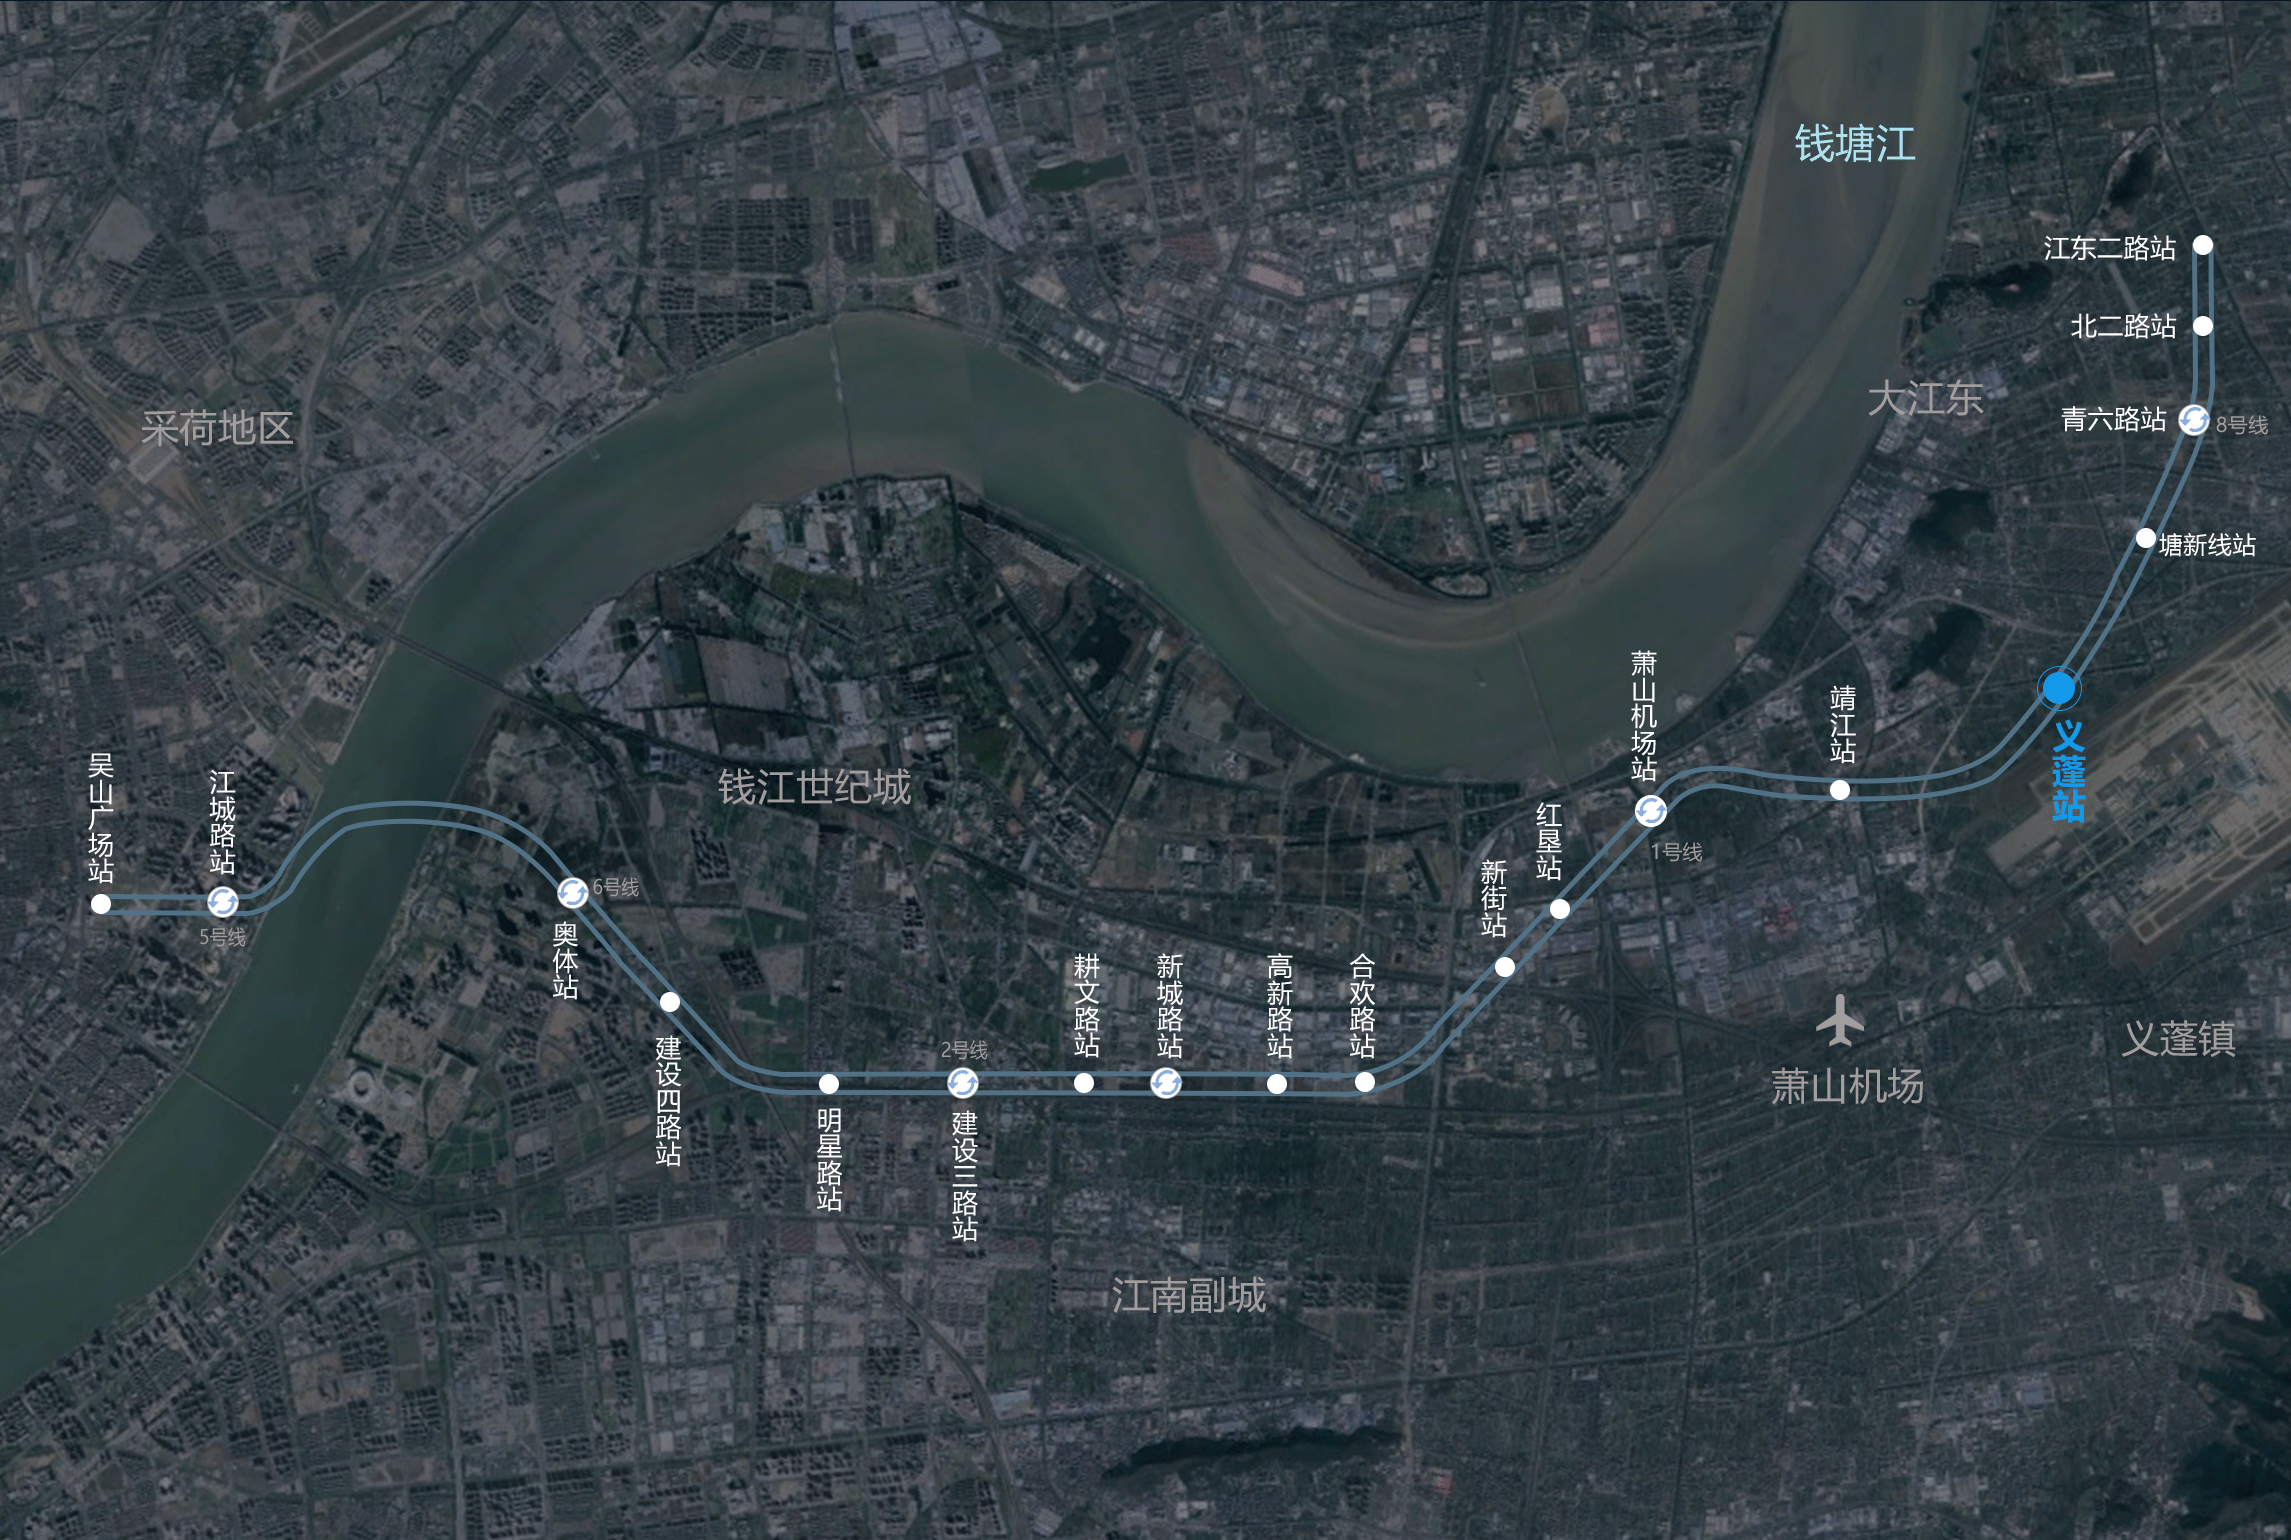 钱塘江
江东二路站
北二路站
大江东
青六路站
8号线
采荷地区
塘新线站
萧山机场站
靖江站
义蓬站
吴山广场站
江城路站
钱江世纪城
红垦站
1号线
新街站
6号线
5号线
奥体站
耕文路站
新城路站
高新路站
合欢路站
建设四路站
2号线
义蓬镇
萧山机场
明星路站
建设三路站
江南副城